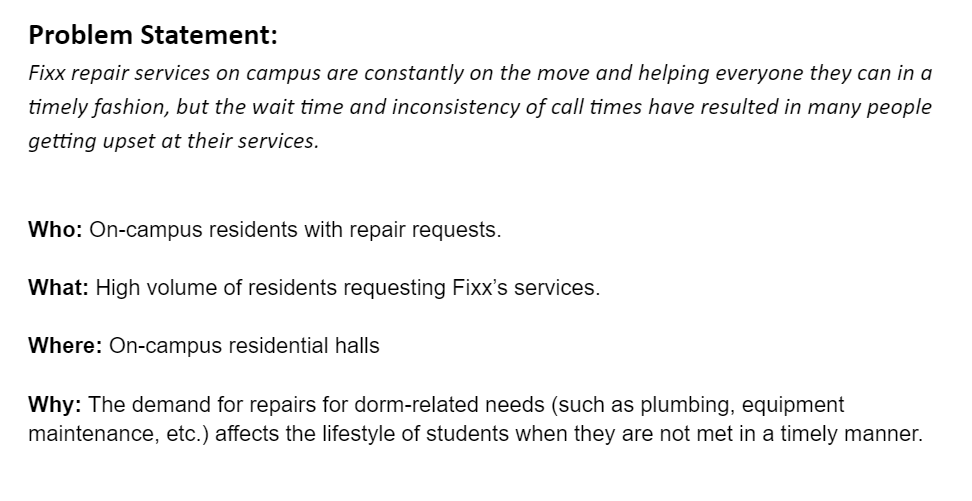 Problem Statement:
Fixx repair services on campus are constantly on the move and helping everyone they can in a
timely fashion, but the wait time and inconsistency of call times have resulted in many people
getting upset at their services.
Who: On-campus residents with repair requests.
What: High volume of residents requesting Fixx’s services.
Where: On-campus residential halls
Why: The demand for repairs for dorm-related needs (such as plumbing, equipment
maintenance, etc.) affects the lifestyle of students when they are not met in a timely manner.